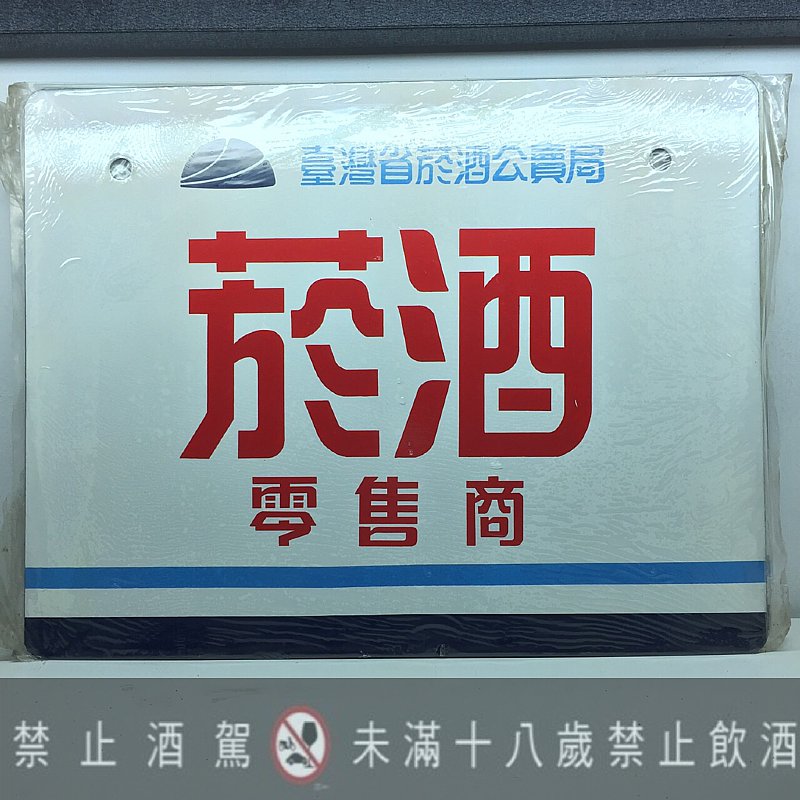 臺灣省菸酒公賣局
菸酒
零售商
禁止酒駕 未滿十八歲禁止飲酒